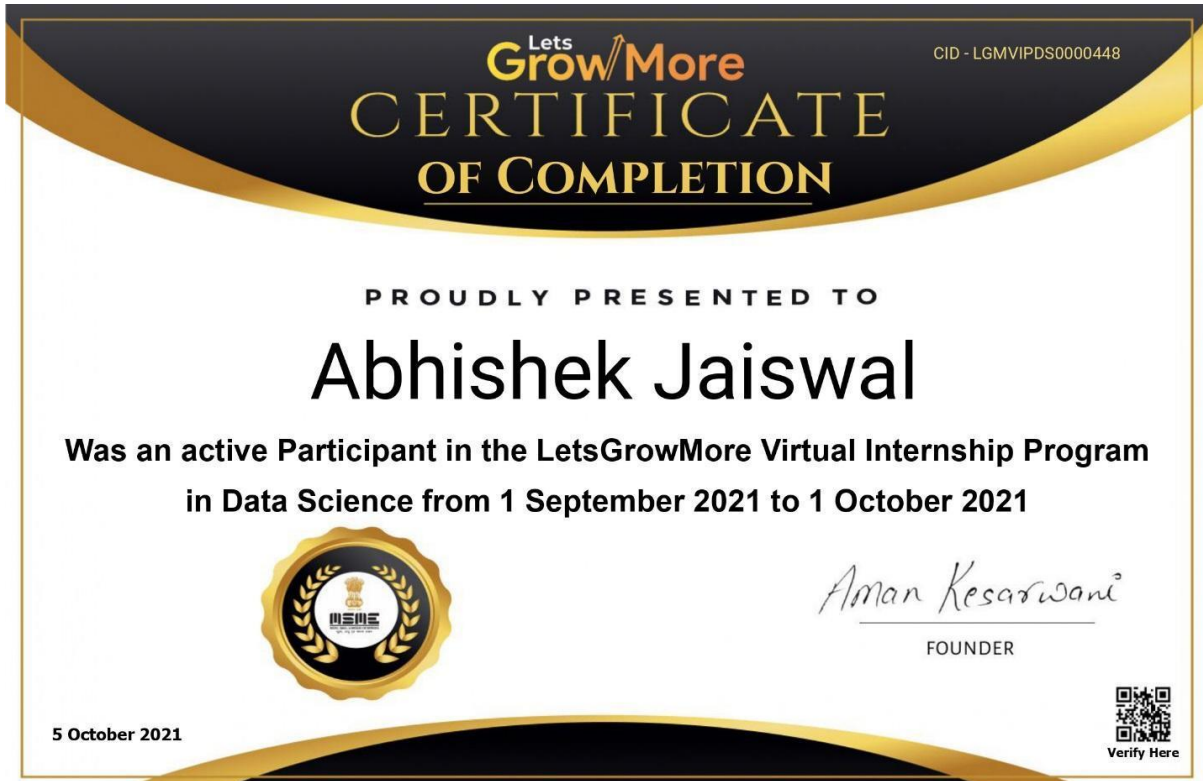 Lets
GrowMore
CID - LGMVIPDS0000448
CERTIFICATE
OF COMPLETION
PROUDLY PRESENTED TO
Abhishek Jaiswal
Was an active Participant in the LetsGrowMore Virtual Internship Program
in Data Science from 1 September 2021 to 1 October 2021
MSME
Aman Kesarwani
FOUNDER
5 October 2021
Verify Here